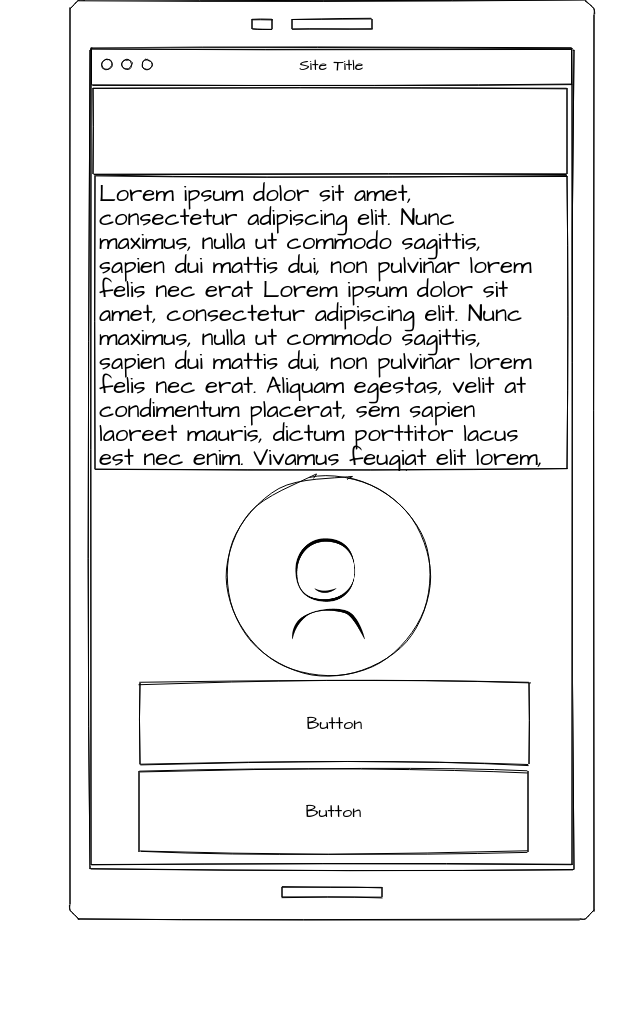 Site Title
Lorem ipsum dolor sit amet,
consectetur adipiscing elit. Nunc
maximus, nulla ut commodo sagittis,
sapien dui mattis dui, non pulvinar lorem
felis nec erat Lorem ipsum dolor sit
amet, consectetur adipiscing elit. Nunc
maximus, nulla ut commodo sagittis,
sapien dui mattis dui, non pulvinar lorem
felis nec erat. Aliquam egestas, velit at
condimentum placerat, sem sapien
laoreet mauris, dictum porttitor lacus
est nec enim. Vivamus feugiat elit lorem,
Button
Button